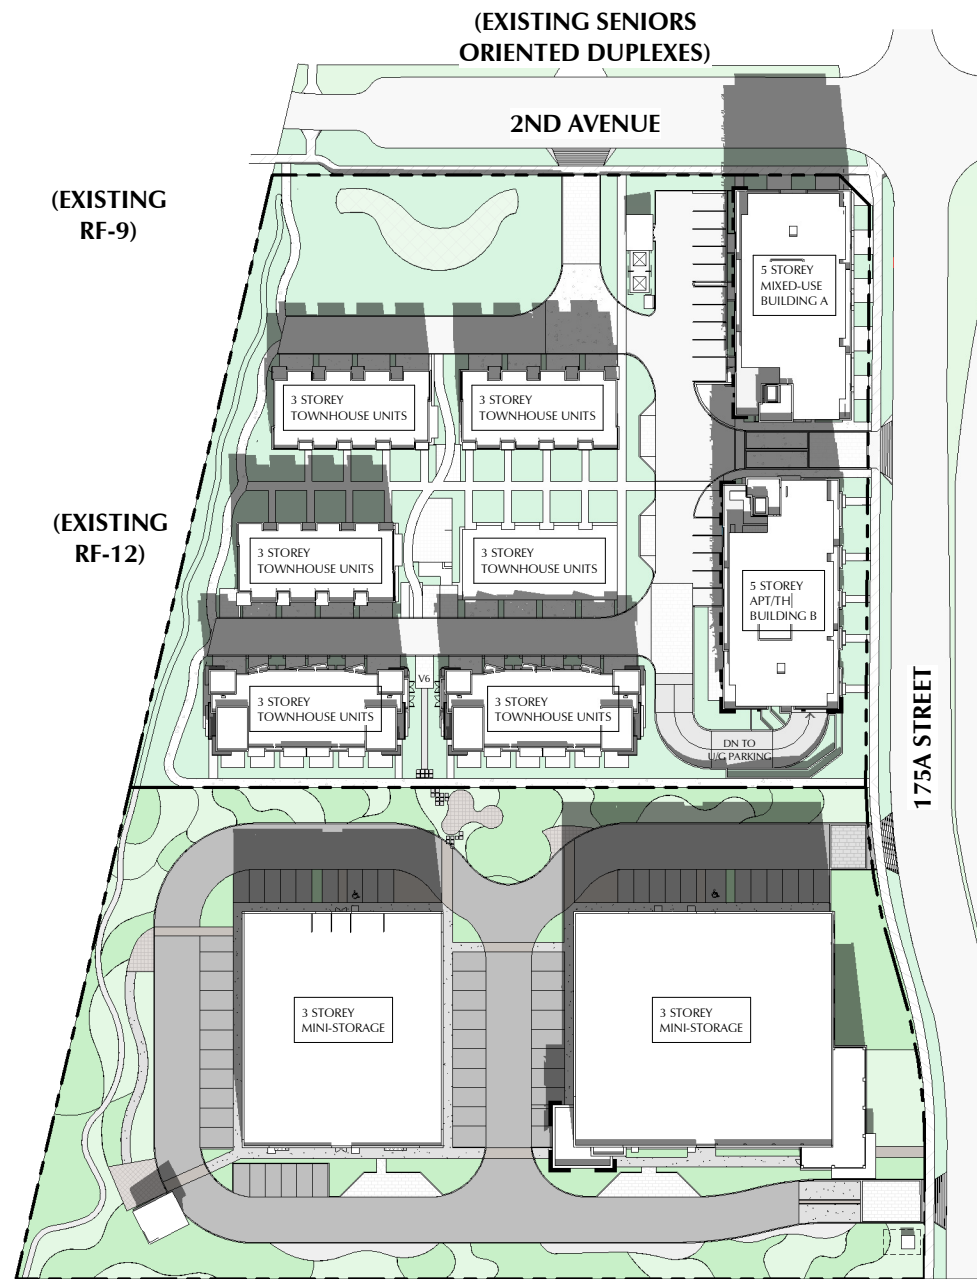 (EXISTING SENIORS
ORIENTED DUPLEXES)
2ND AVENUE
(EXISTING
RF-9)
5 STOREY
MIXED-USE
BUILDING A
3 STOREY
TOWNHOUSE UNITS
3 STOREY
TOWNHOUSE UNITS
(EXISTING
RF-12)
3 STOREY
TOWNHOUSE UNITS
3 STOREY
TOWNHOUSE UNITS
5 STOREY
APT/TH
BUILDING B
V6
3 STOREY
TOWNHOUSE UNITS
3 STOREY
TOWNHOUSE UNITS
DN TO
U/G PARKING
175A STREET
3 STOREY
MINI-STORAGE
3 STOREY
MINI-STORAGE